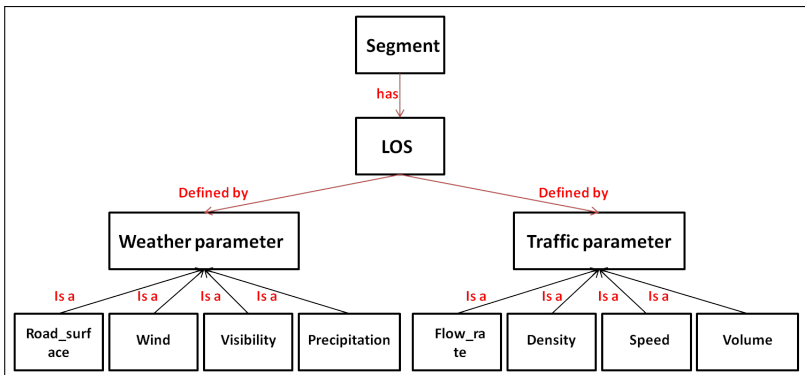 Segment
has
LOS
Defined by
Defined by
Weather parameter
Traffic parameter
Is a
Is a
Is a
Is a
Is a
Is a
Is a
Is a
Road_surf
ace
Wind
Visibility
Precipitation
Flow_ra
te
Density
Speed
Volume